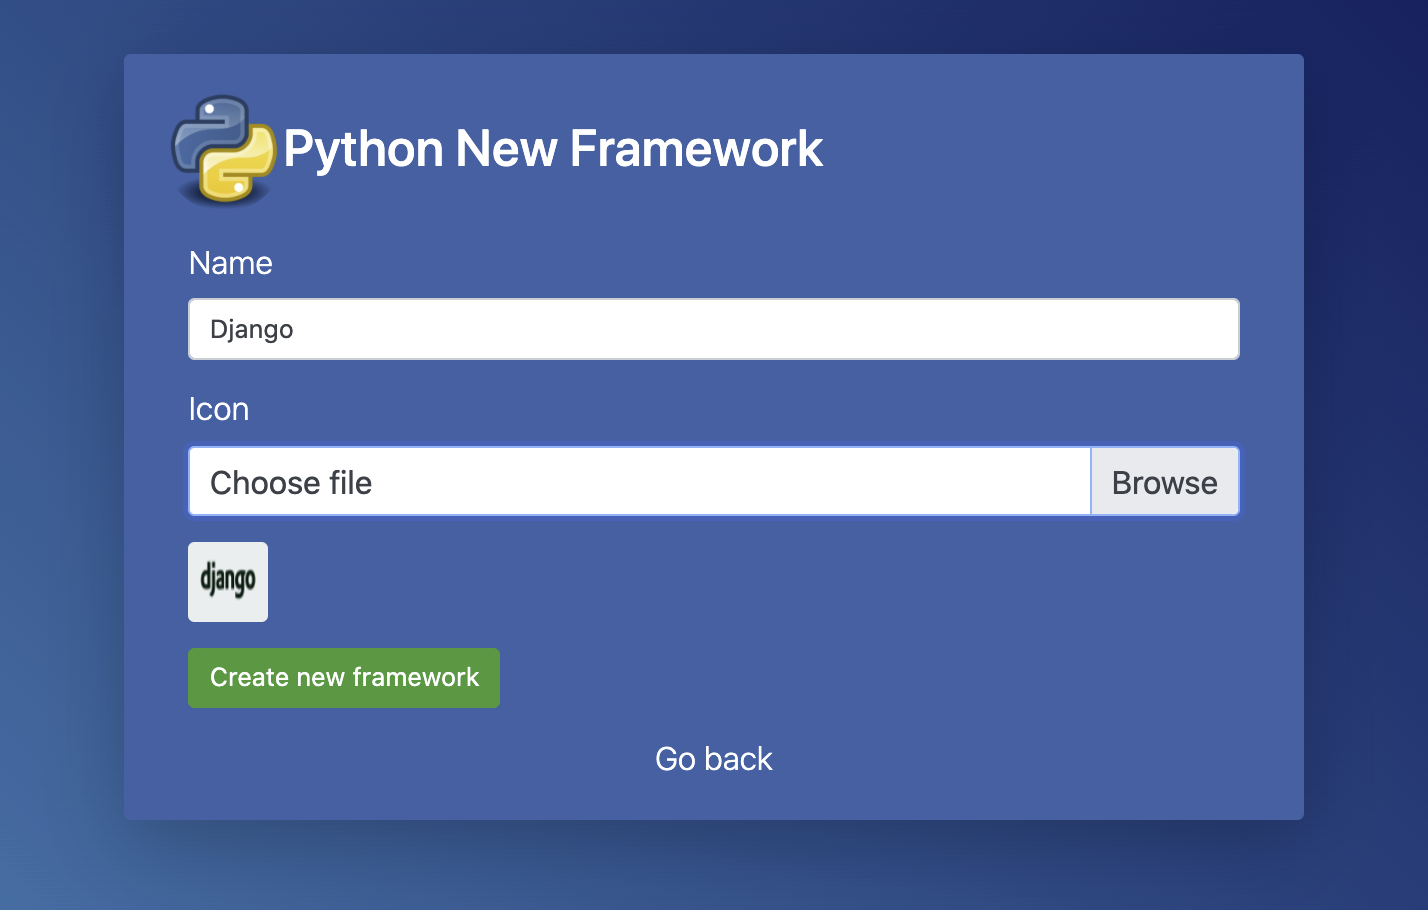 Python New Framework
Name
Django
Icon
Choose file
Browse
django
Create new framework
Go back